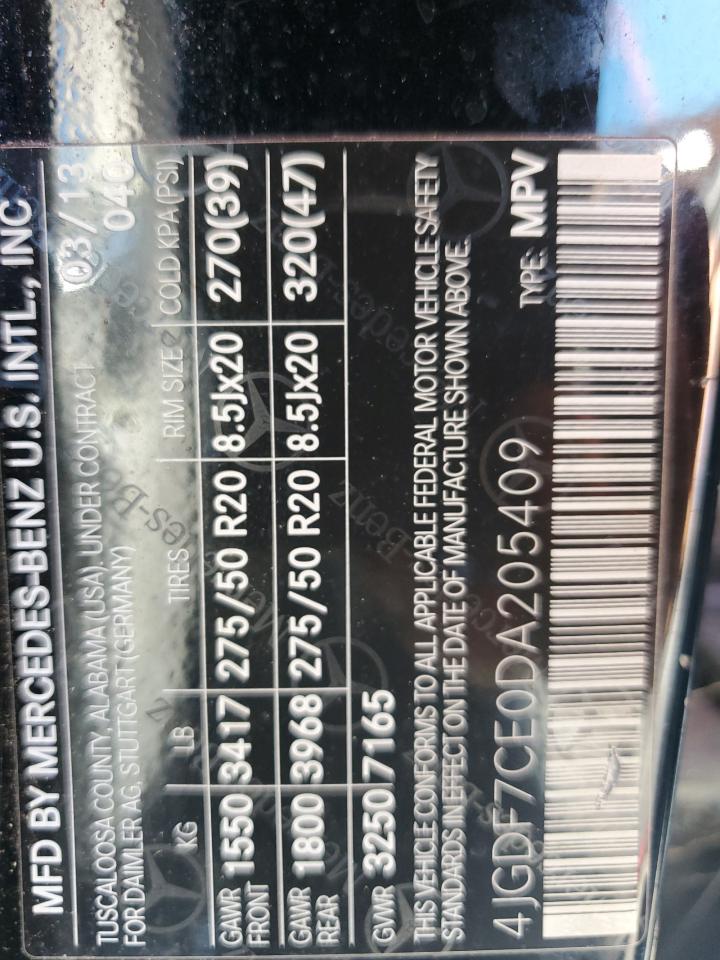 MFD BY MERCEDES-BENZ U.S. INTL., INC
TUSCALOOSA COUNTY, ALABAMA (USA), UNDER CONTRACT 03/13
FOR DAIMLER AG, STUTTGART (GERMANY) 040
KG LB TIRES RIM SIZE COLD KPA (PSI)
GAWR FRONT 1550 3417 275/50 R20 8.5Jx20 270(39)
GAWR REAR 1800 3968 275/50 R20 8.5Jx20 320(47)
GVWR 3250 7165
THIS VEHICLE CONFORMS TO ALL APPLICABLE FEDERAL MOTOR VEHICLE SAFETY
STANDARDS IN EFFECT ON THE DATE OF MANUFACTURE SHOWN ABOVE.
4JGDF7CE0DA205409 TYPE: MPV